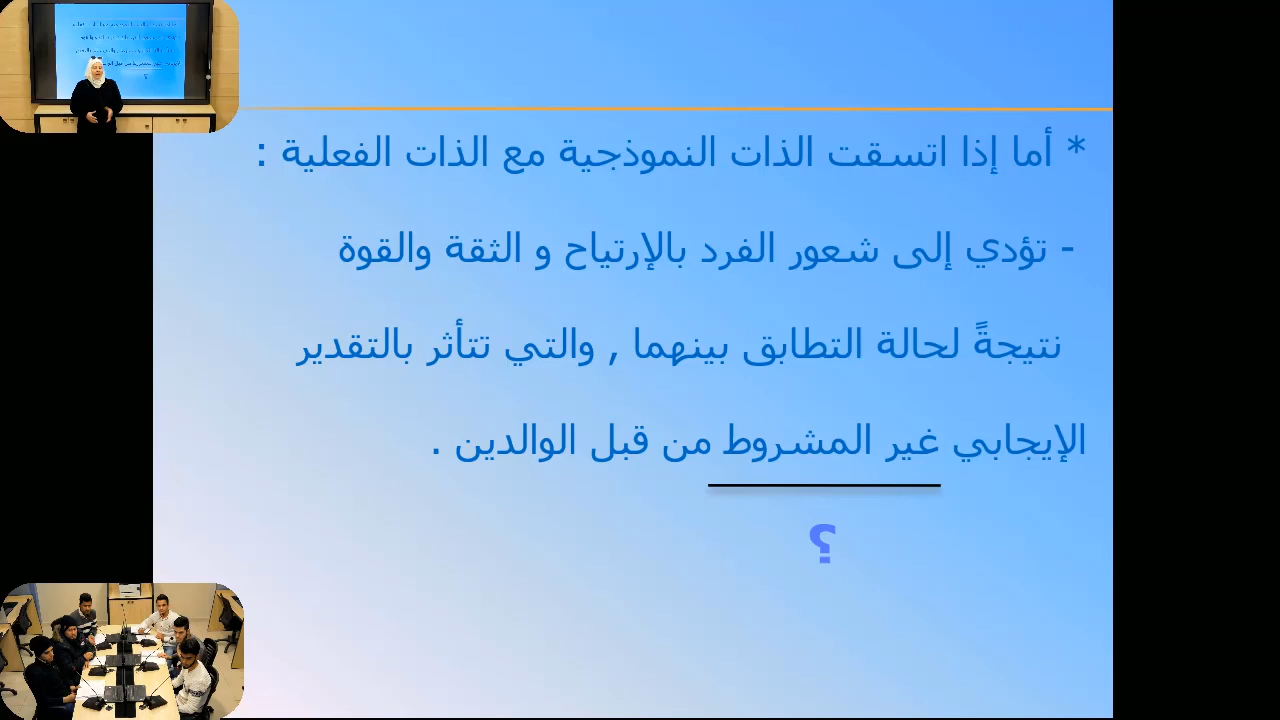 * أما إذا اتسقت الذات النموذجية مع الذات الفعلية :
- تؤدي إلى شعور الفرد بالإرتياح و الثقة والقوة
نتيجةً لحالة التطابق بينهما , والتي تتأثر بالتقدير
الإيجابي غير المشروط من قبل الوالدين .
؟